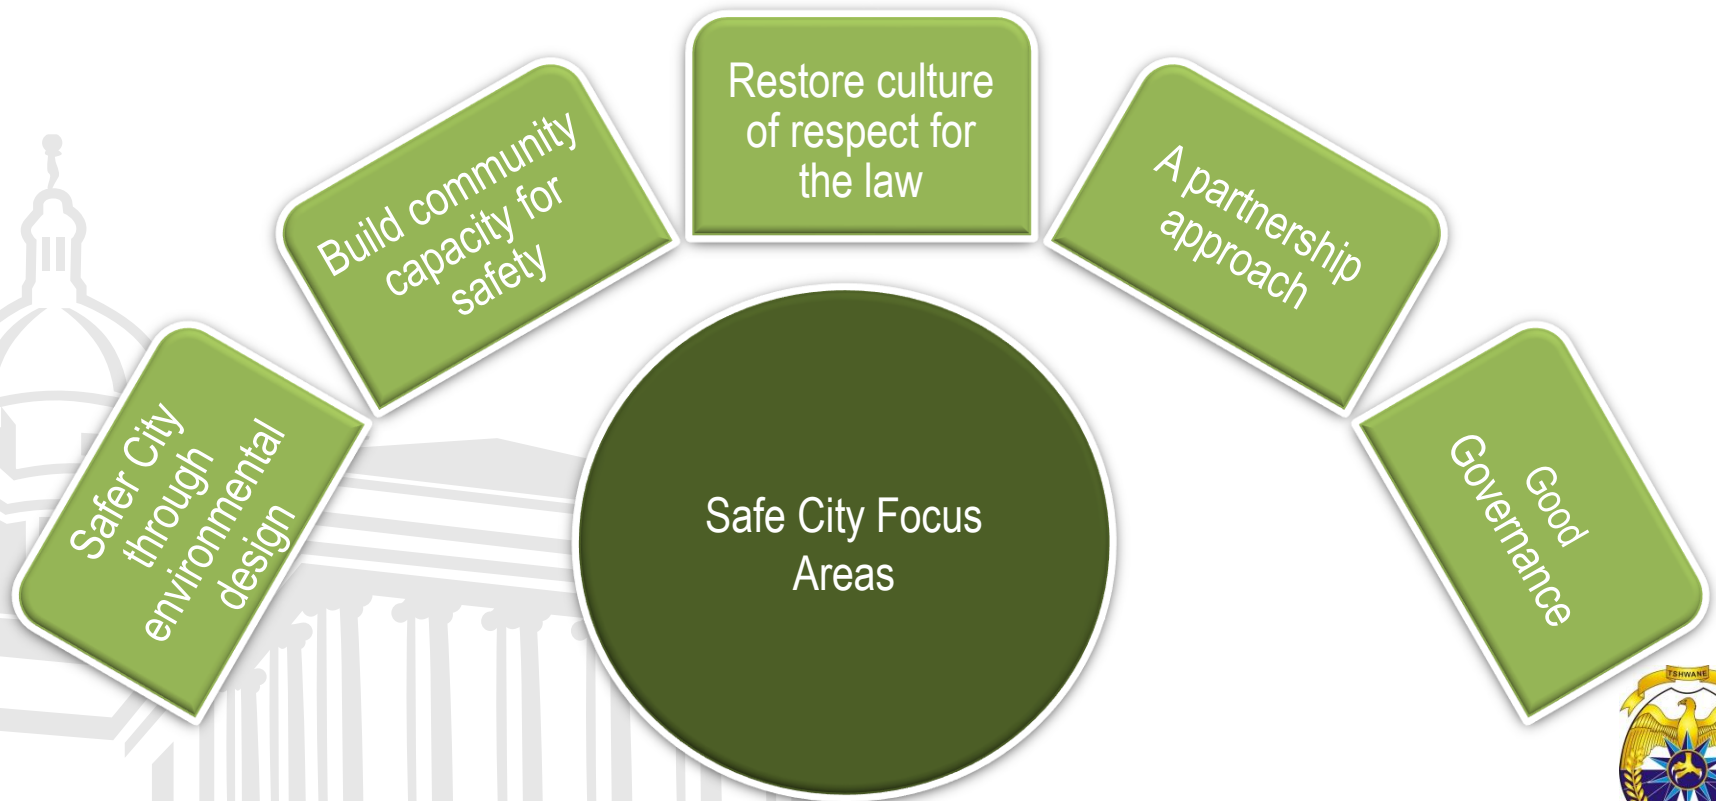 Restore culture
of respect for
the law
Build community
capacity for
safety
A partnership
approach
Safer City
through
environmental
design
Good
Governance
Safe City Focus
Areas
TSHWANE